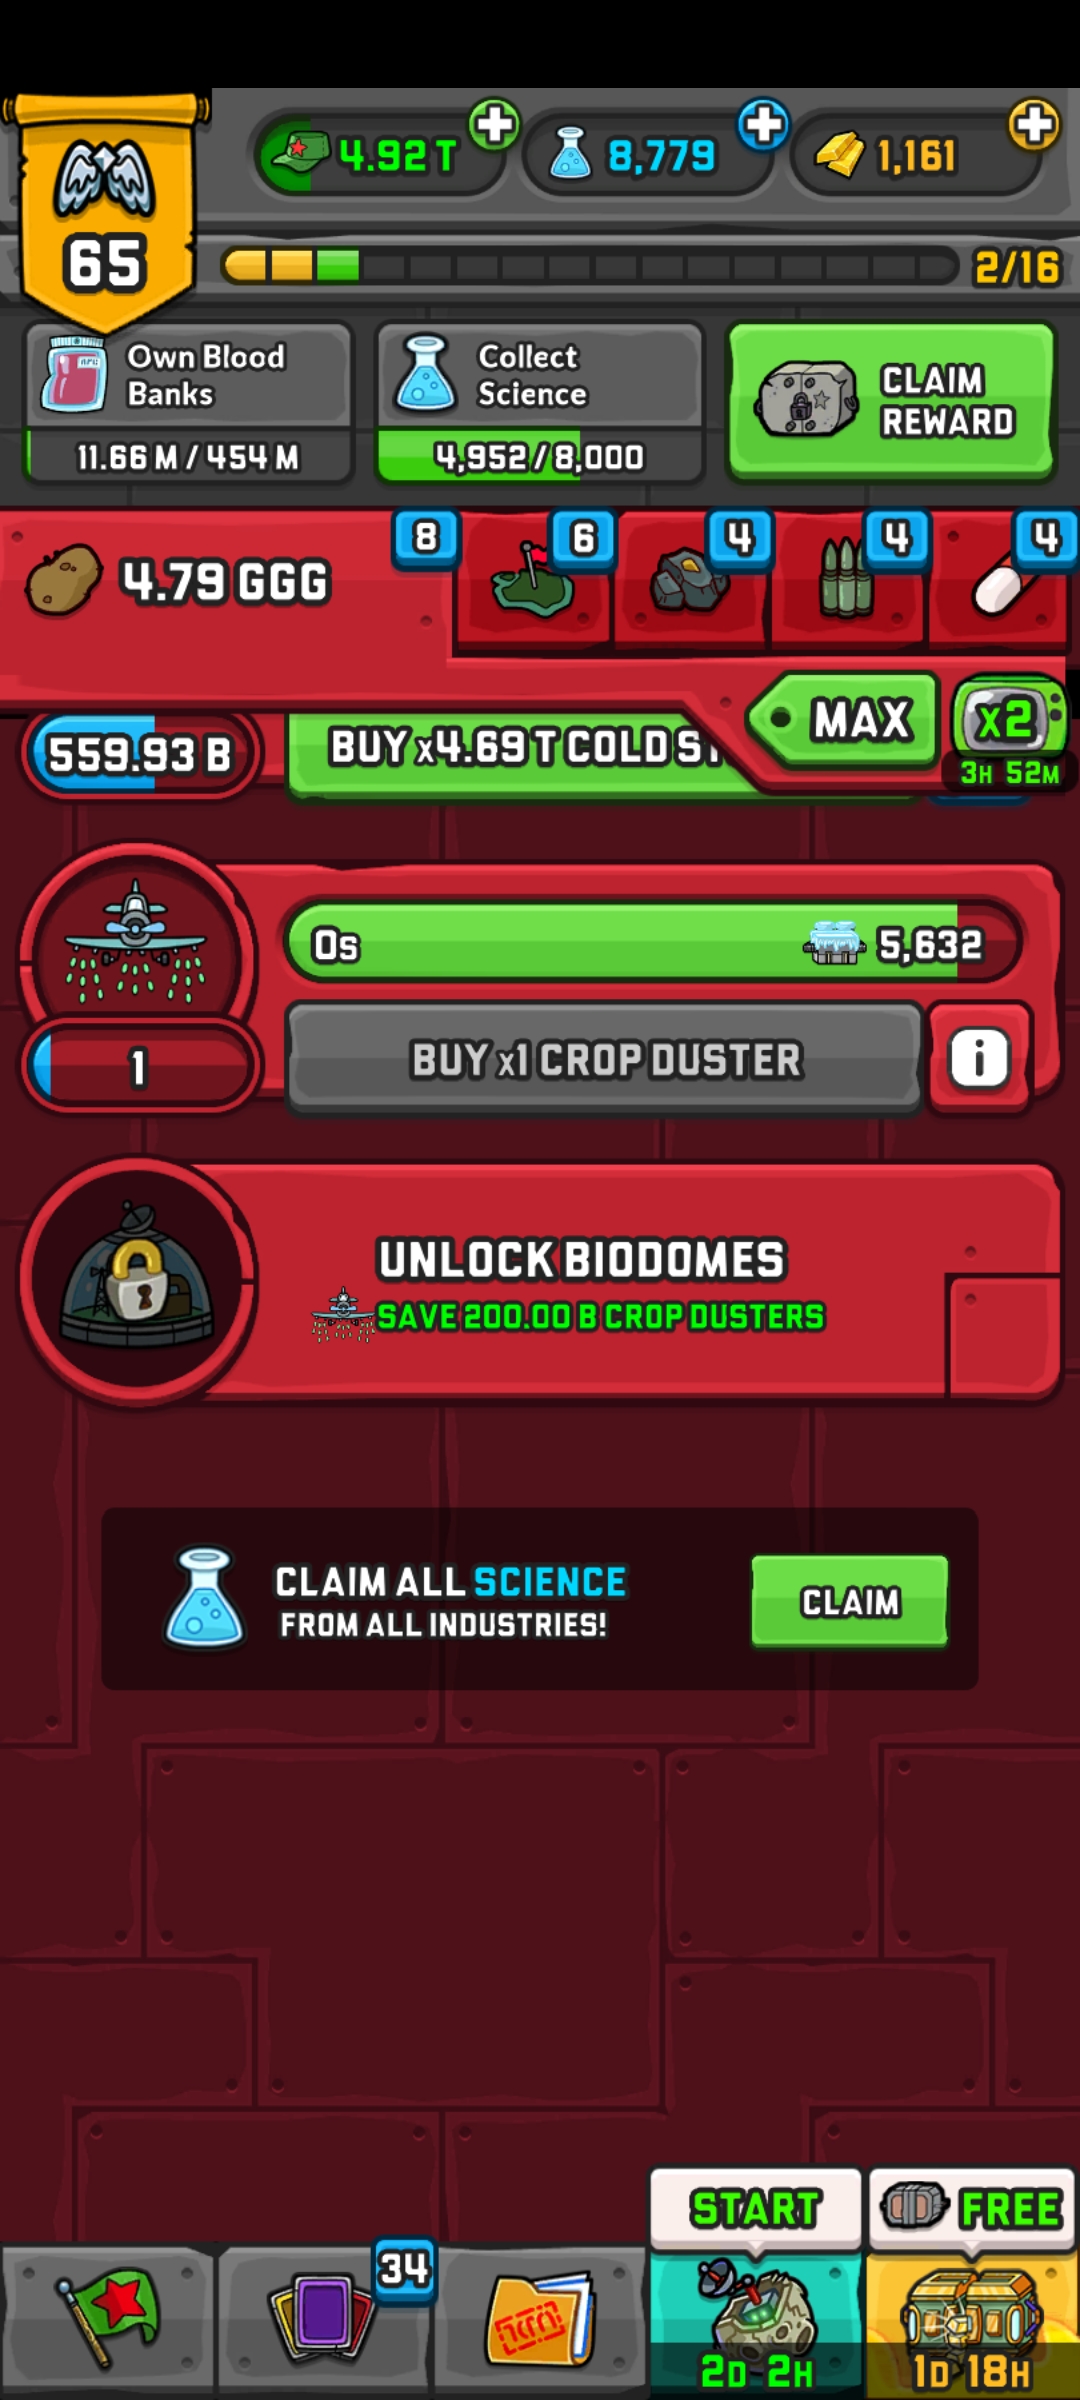 65
4.92 T
8,779
1,161
2/16
Own Blood
Banks
11.66 M / 454 M
Collect
Science
4,952/8,000
CLAIM
REWARD
4.79 GGG
8
6
4
4
4
MAX
x2
3H 52M
559.93 B
BUY x4.69 T COLD ST
0s
5,632
1
BUY x1 CROP DUSTER
i
UNLOCK BIODOMES
SAVE 200.00 B CROP DUSTERS
CLAIM ALL SCIENCE
FROM ALL INDUSTRIES!
CLAIM
START
FREE
34
2D 2H
1D 18H